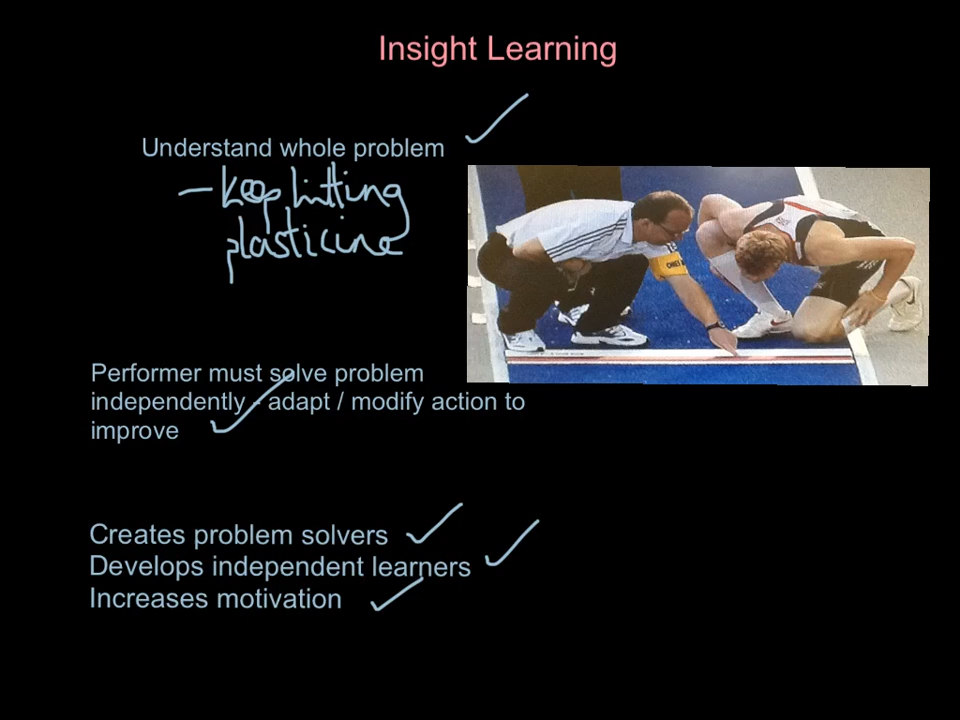 Insight Learning
Understand whole problem
- Keep hitting
plasticine
Performer must solve problem
independently - adapt / modify action to
improve
Creates problem solvers
Develops independent learners
Increases motivation